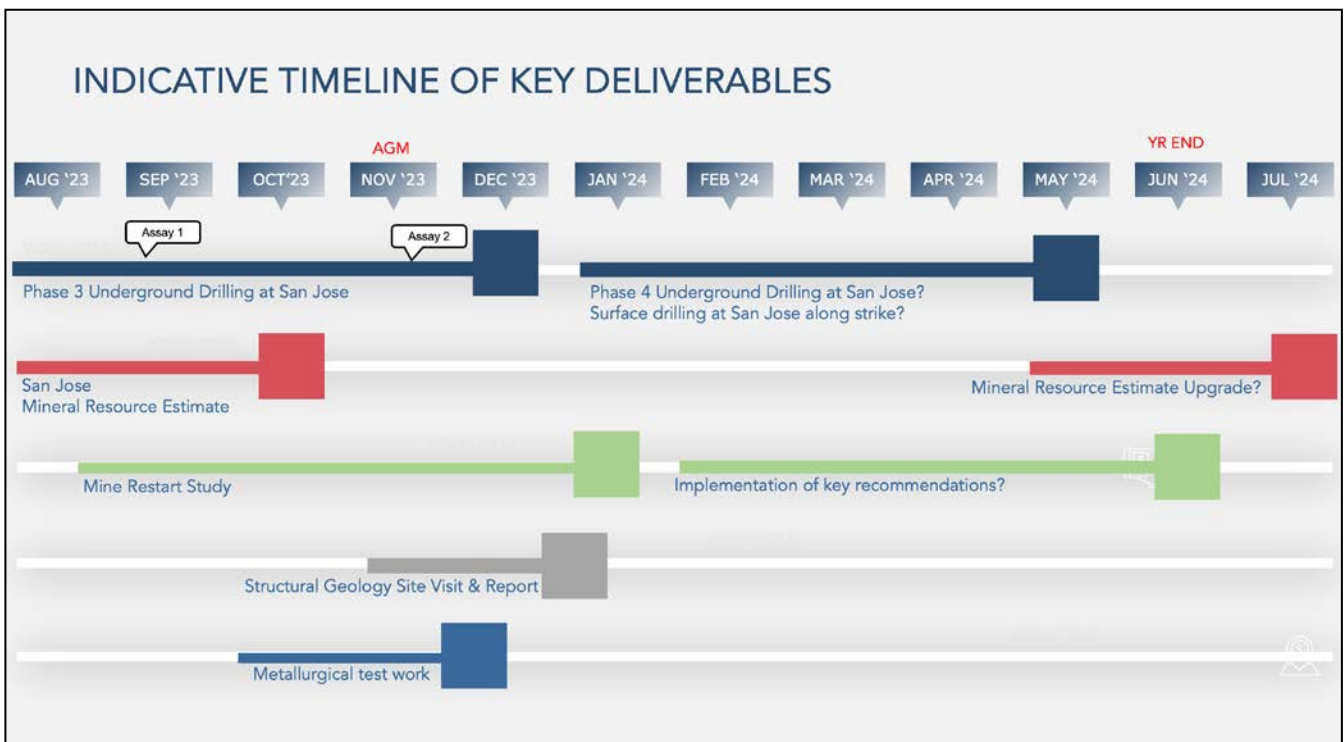 INDICATIVE TIMELINE OF KEY DELIVERABLES
AGM
YR END
AUG ‘23
SEP ‘23
OCT’23
NOV ‘23
DEC ‘23
JAN ‘24
FEB ‘24
MAR ‘24
APR ‘24
MAY ‘24
JUN ‘24
JUL ‘24
Assay 1
Assay 2
Phase 3 Underground Drilling at San Jose
Phase 4 Underground Drilling at San Jose?
Surface drilling at San Jose along strike?
San Jose
Mineral Resource Estimate
Mineral Resource Estimate Upgrade?
Mine Restart Study
Implementation of key recommendations?
Structural Geology Site Visit & Report
Metallurgical test work